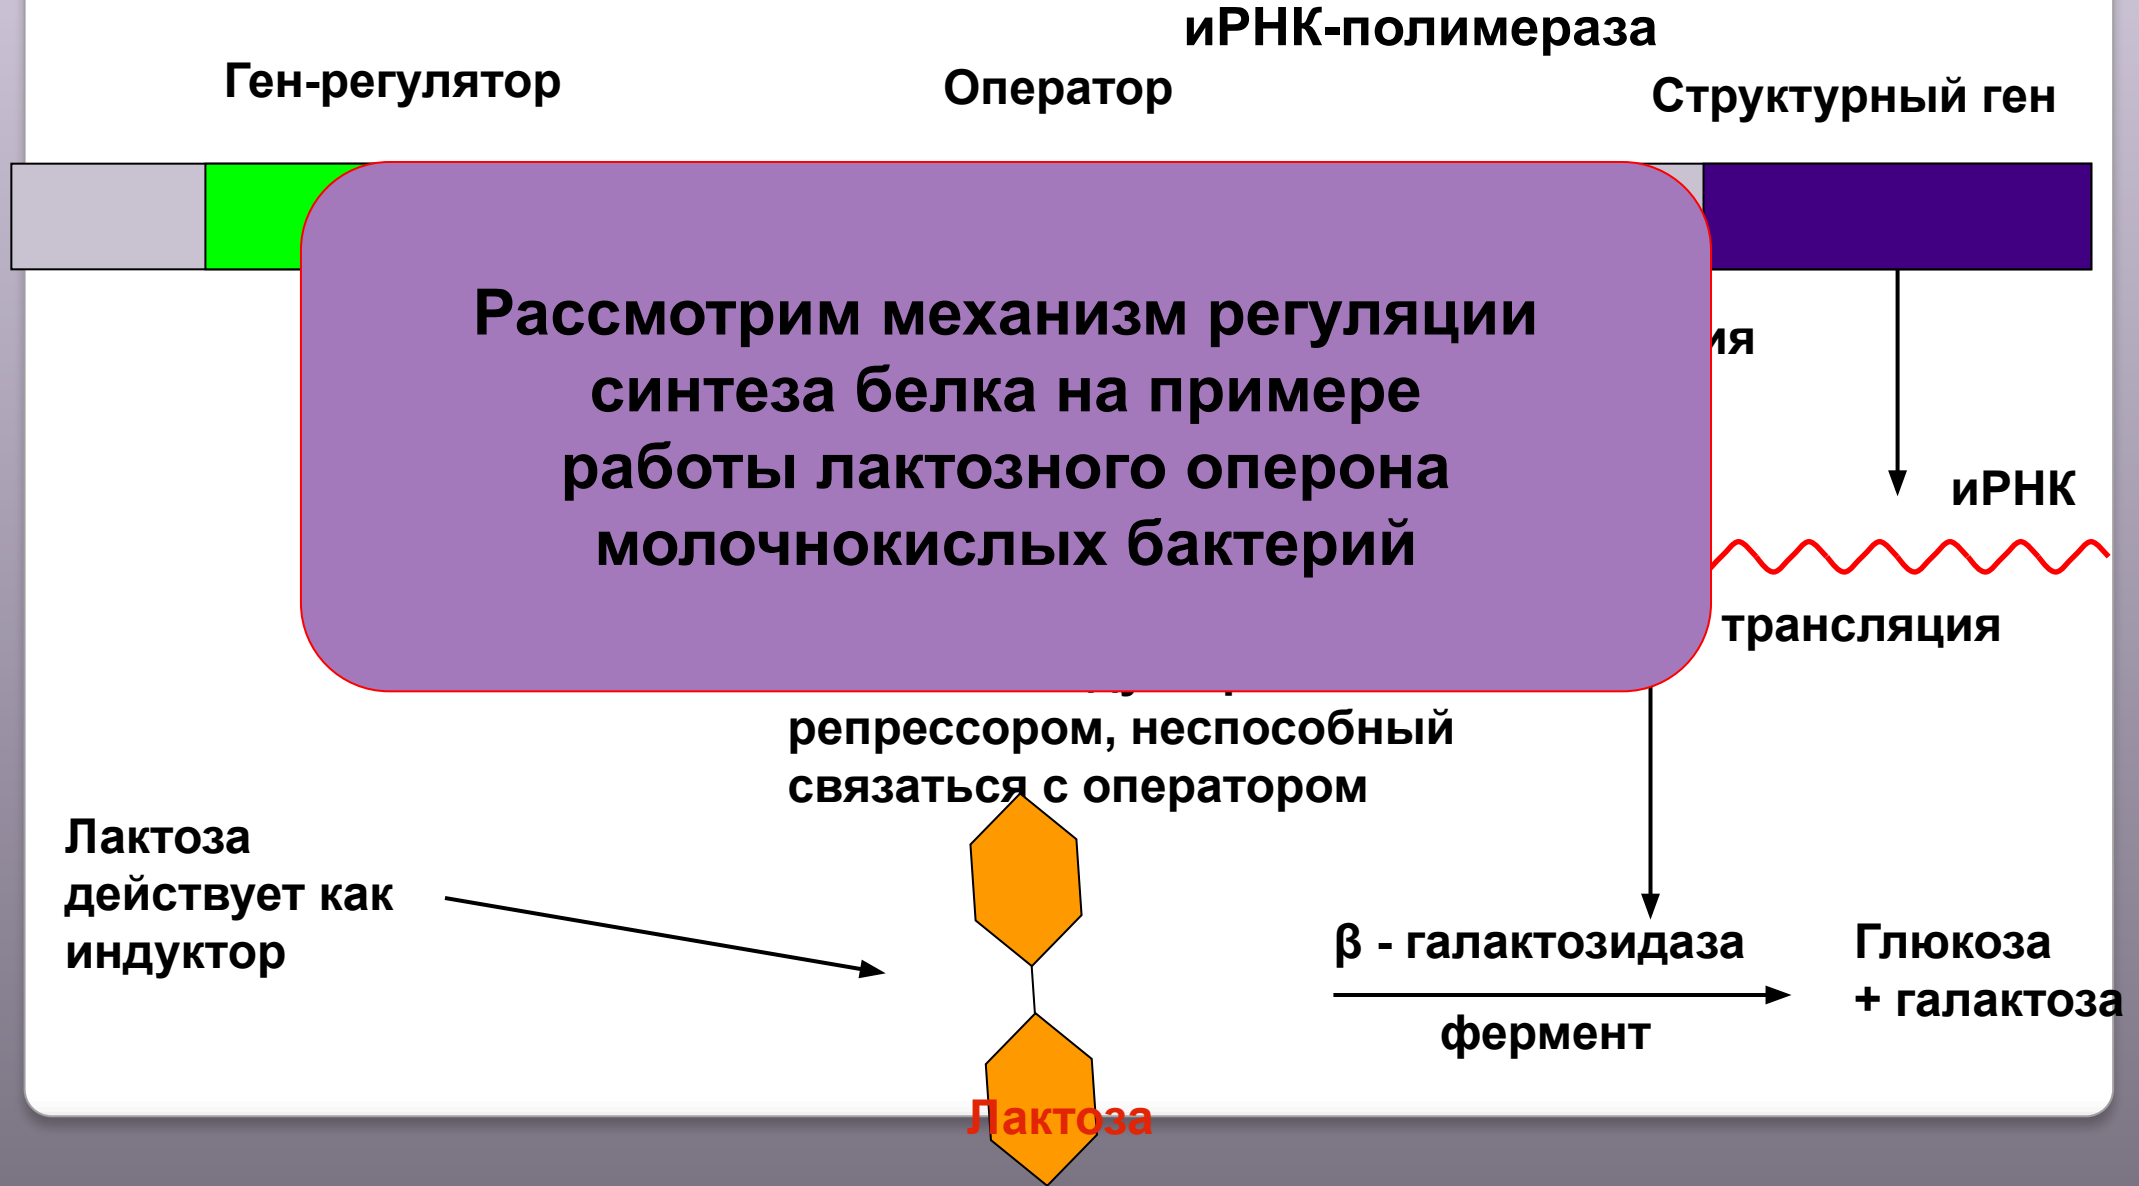 иРНК-полимераза
Ген-регулятор
Оператор
Структурный ген
Рассмотрим механизм регуляции
синтеза белка на примере
работы лактозного оперона
молочнокислых бактерий
иРНК
трансляция
репрессором, неспособный
связаться с оператором
Лактоза
действует как
индуктор
β - галактозидаза
фермент
Глюкоза
+ галактоза
Лактоза